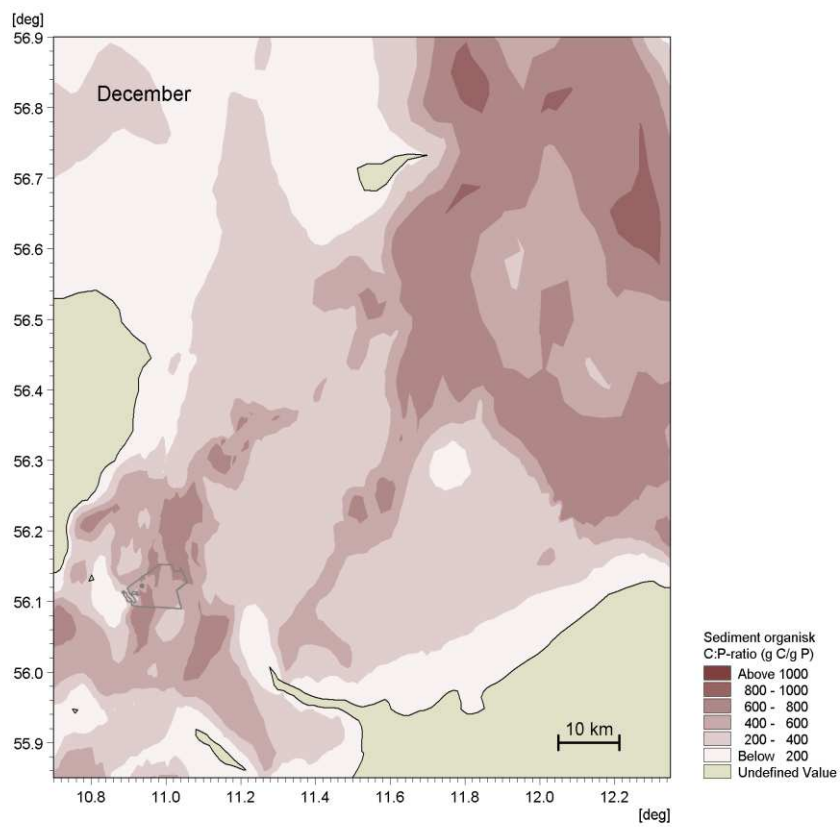 [deg]
56.9
December
56.8
56.7
56.6
56.5
56.4
56.3
56.2
56.1
56.0
55.9
10 km
10.8 11.0 11.2 11.4 11.6 11.8 12.0 12.2
[deg]
Sediment organisk
C:P-ratio (g C/g P)
Above 1000
800 - 1000
600 - 800
400 - 600
200 - 400
Below 200
Undefined Value